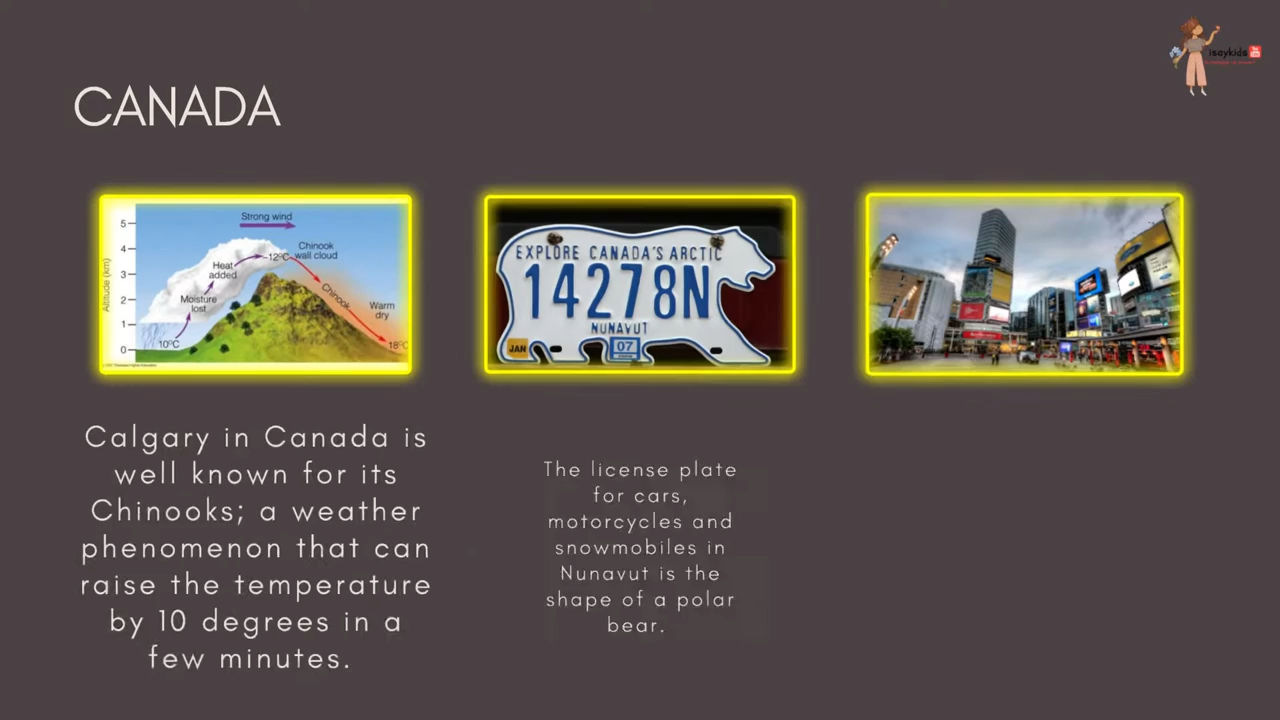 isaykids
CANADA
Strong wind
Chinook
wall cloud
-12°C
Heat
added
Moisture
lost
Chinook
Warm
dry
10°C
18°C
Altitude (km)
5
4
3
2
1
0
EXPLORE CANADA'S ARCTIC
14278N
NUNAVUT
JAN
07
Calgary in Canada is
well known for its
Chinooks; a weather
phenomenon that can
raise the temperature
by 10 degrees in a
few minutes.
The license plate
for cars,
motorcycles and
snowmobiles in
Nunavut is the
shape of a polar
bear.